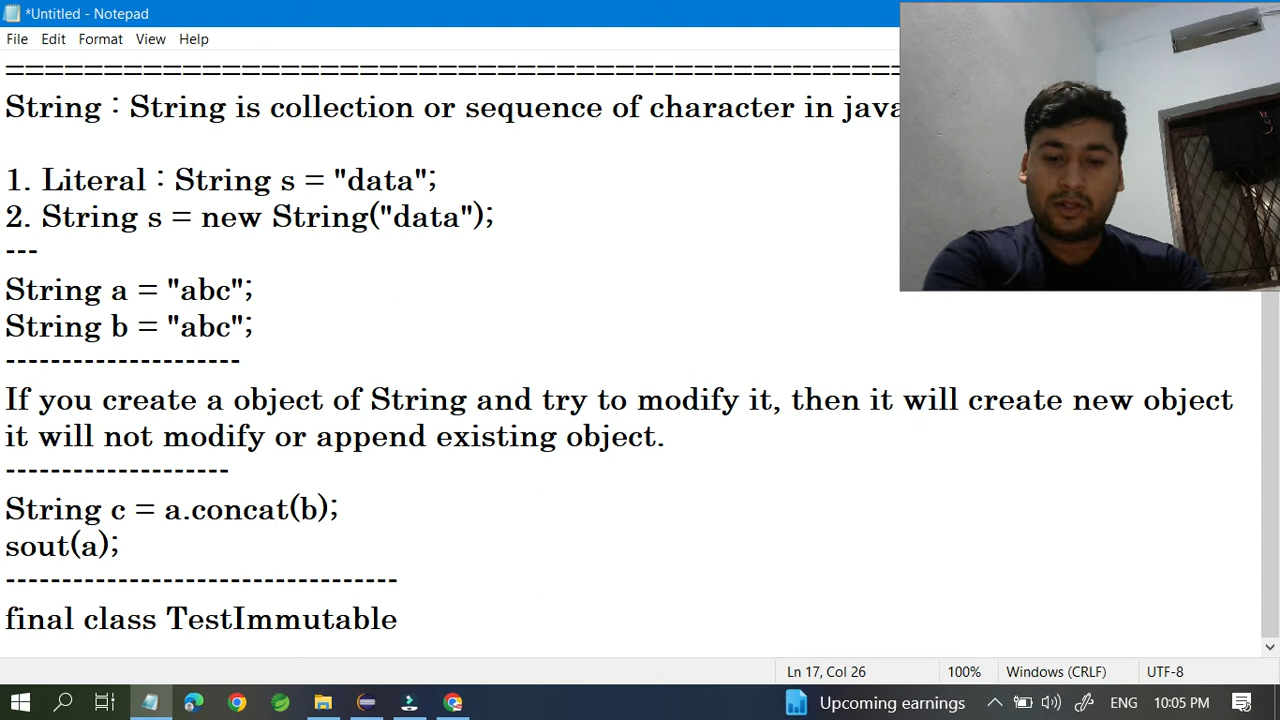 *Untitled - Notepad
File Edit Format View Help
=====================================================
String : String is collection or sequence of character in java
1. Literal : String s = "data";
2. String s = new String("data");
---
String a = "abc";
String b = "abc";
---------------------
If you create a object of String and try to modify it, then it will create new object
it will not modify or append existing object.
--------------------
String c = a.concat(b);
sout(a);
-----------------------------------
final class TestImmutable
Ln 17, Col 26 100% Windows (CRLF) UTF-8
Upcoming earnings ENG 10:05 PM